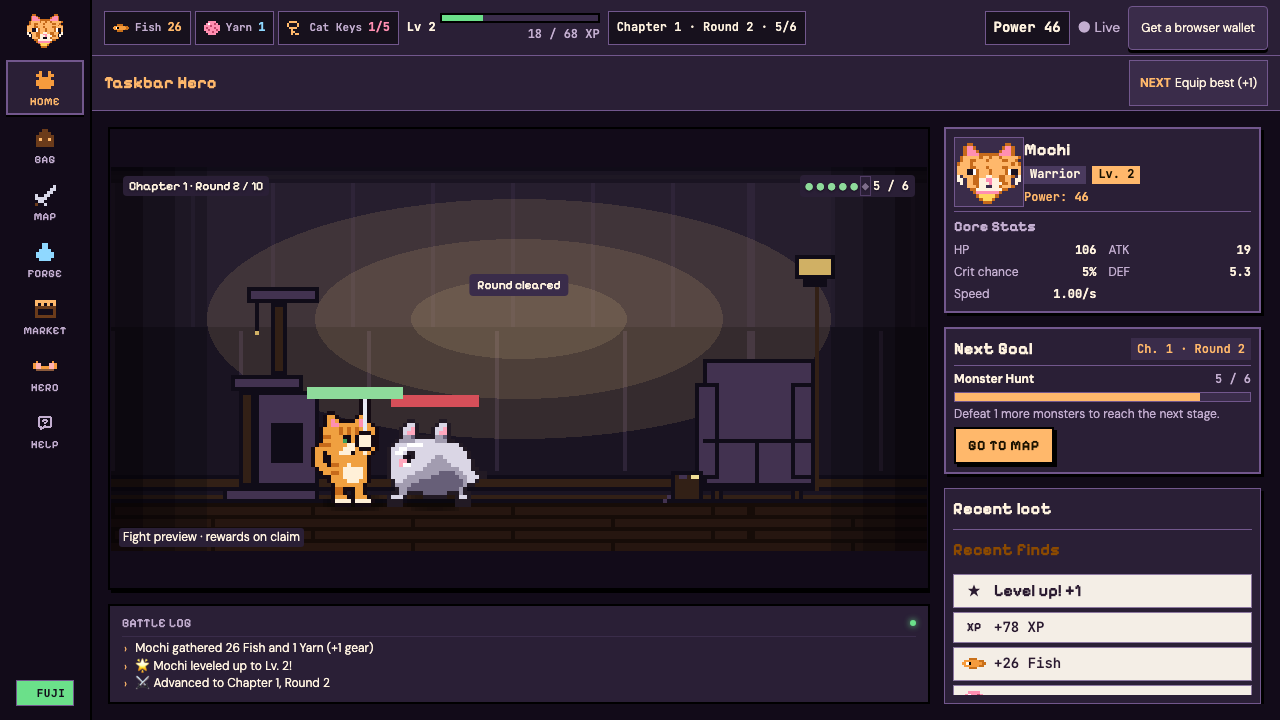 Fish 26
Yarn 1
Cat Keys 1/5
Lv 2
18 / 68 XP
Chapter 1 · Round 2 · 5/6
Power 46
Live
Get a browser wallet
Taskbar Hero
NEXT Equip best (+1)
HOME
BAG
MAP
FORGE
MARKET
HERO
HELP
FUJI
Chapter 1 · Round 2 / 10
5 / 6
Round cleared
Fight preview · rewards on claim
BATTLE LOG
› Mochi gathered 26 Fish and 1 Yarn (+1 gear)
› 🌟 Mochi leveled up to Lv. 2!
› ⚔️ Advanced to Chapter 1, Round 2
Mochi
Warrior Lv. 2
Power: 46
Core Stats
HP 106 ATK 19
Crit chance 5% DEF 5.3
Speed 1.00/s
Next Goal
Ch. 1 · Round 2
Monster Hunt 5 / 6
Defeat 1 more monsters to reach the next stage.
GO TO MAP
Recent loot
Recent finds
★ Level up! +1
XP +78 XP
+26 Fish